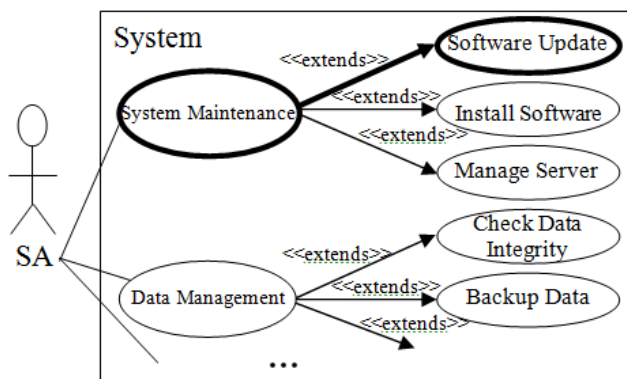 System
<<extends>>
Software Update
System Maintenance
<<extends>>
Install Software
<<extends>>
Manage Server
SA
<<extends>>
Check Data
Integrity
Data Management
<<extends>>
Backup Data
<<extends>>
...